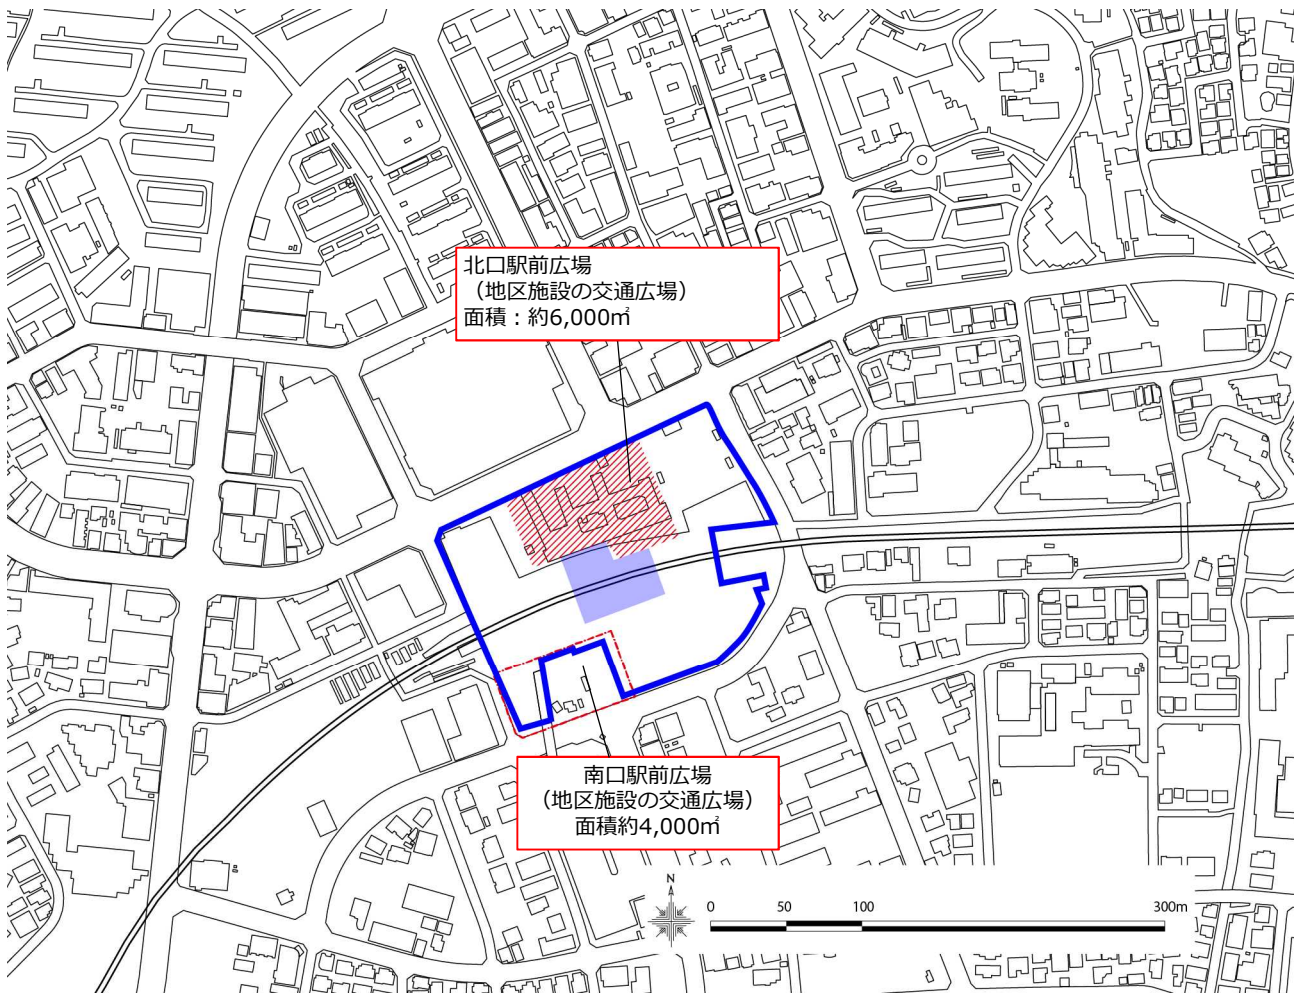 北口駅前広場
（地区施設の交通広場）
面積：約6,000㎡
南口駅前広場
（地区施設の交通広場）
面積約4,000㎡
N
0 50 100 300m